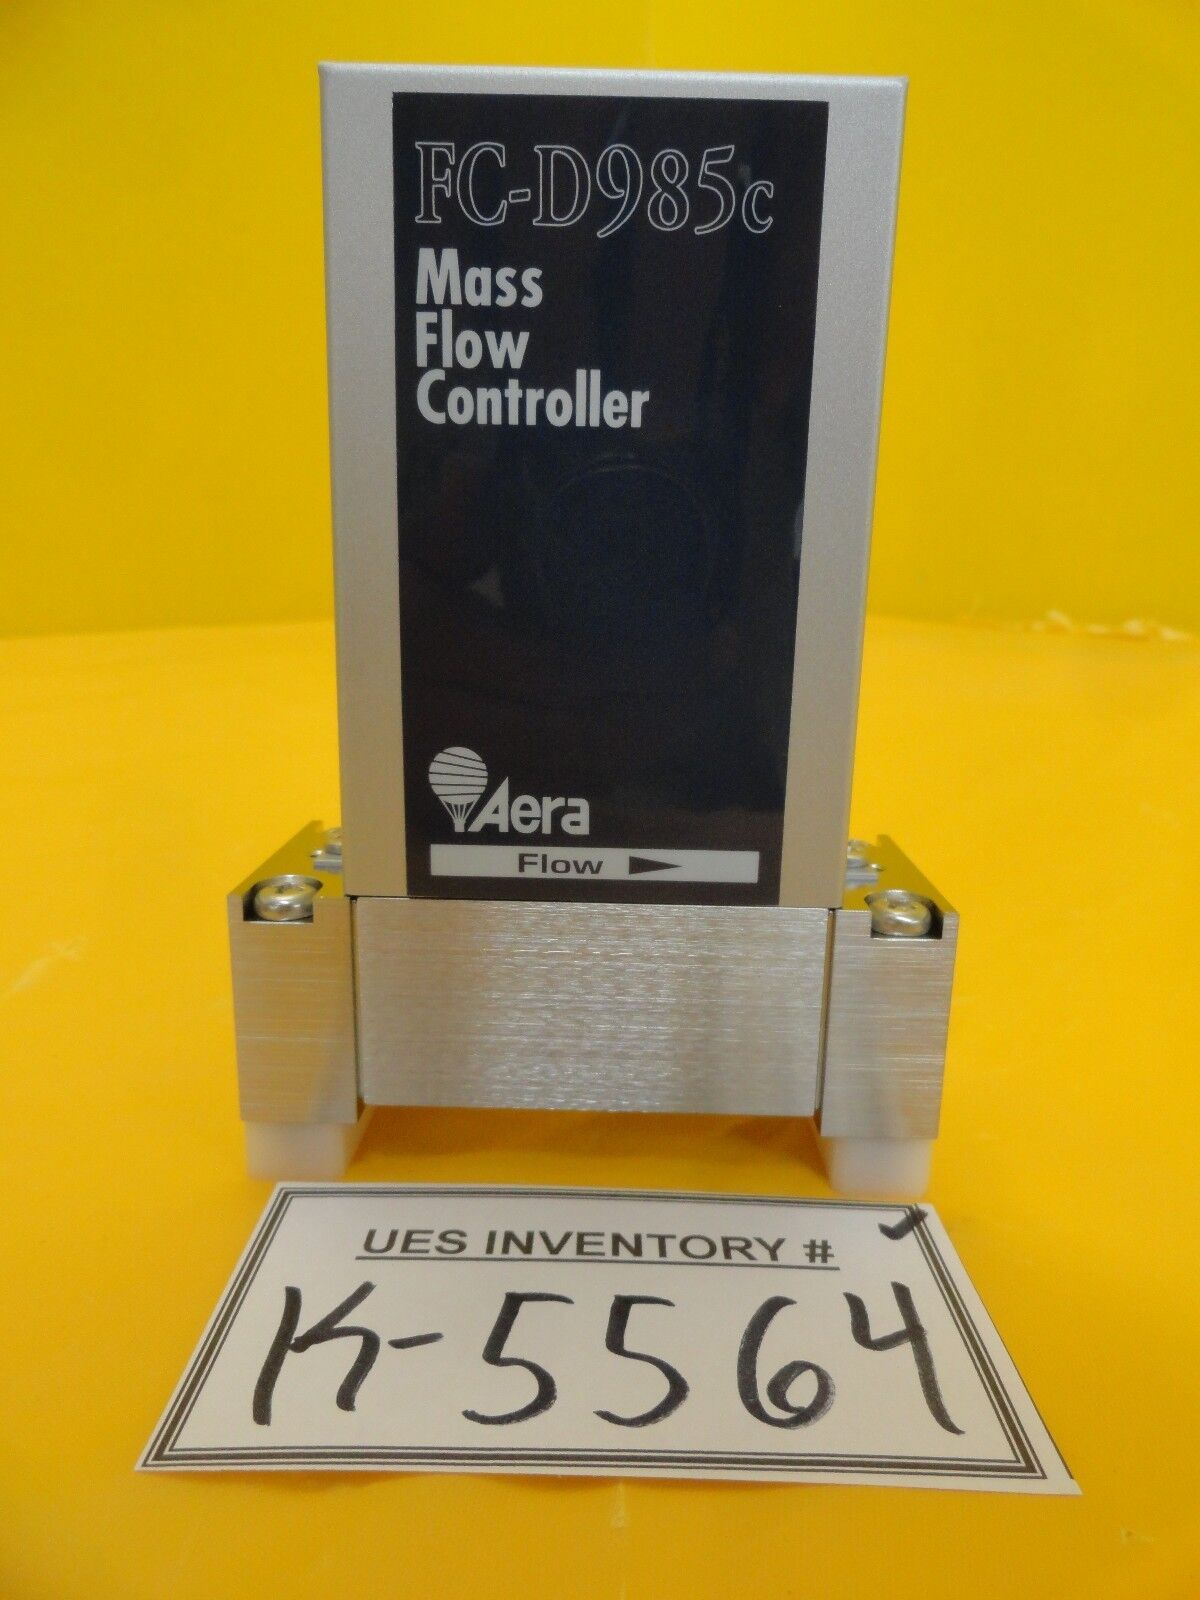 FC-D985c
Mass
Flow
Controller
Aera
Flow
UES INVENTORY #
K-5564